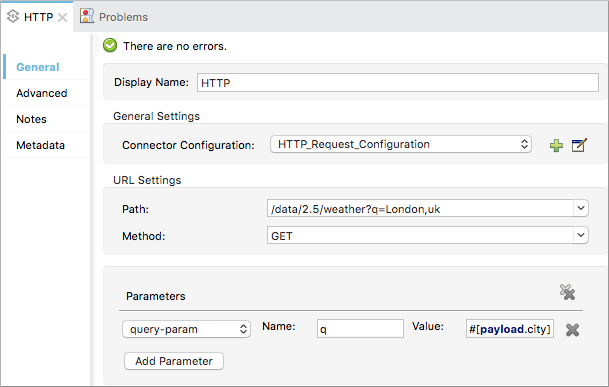 HTTP Problems
There are no errors.
General
Advanced
Notes
Metadata
Display Name: HTTP
General Settings
Connector Configuration: HTTP_Request_Configuration
URL Settings
Path: /data/2.5/weather?q=London,uk
Method: GET
Parameters
query-param Name: q Value: #[payload.city]
Add Parameter